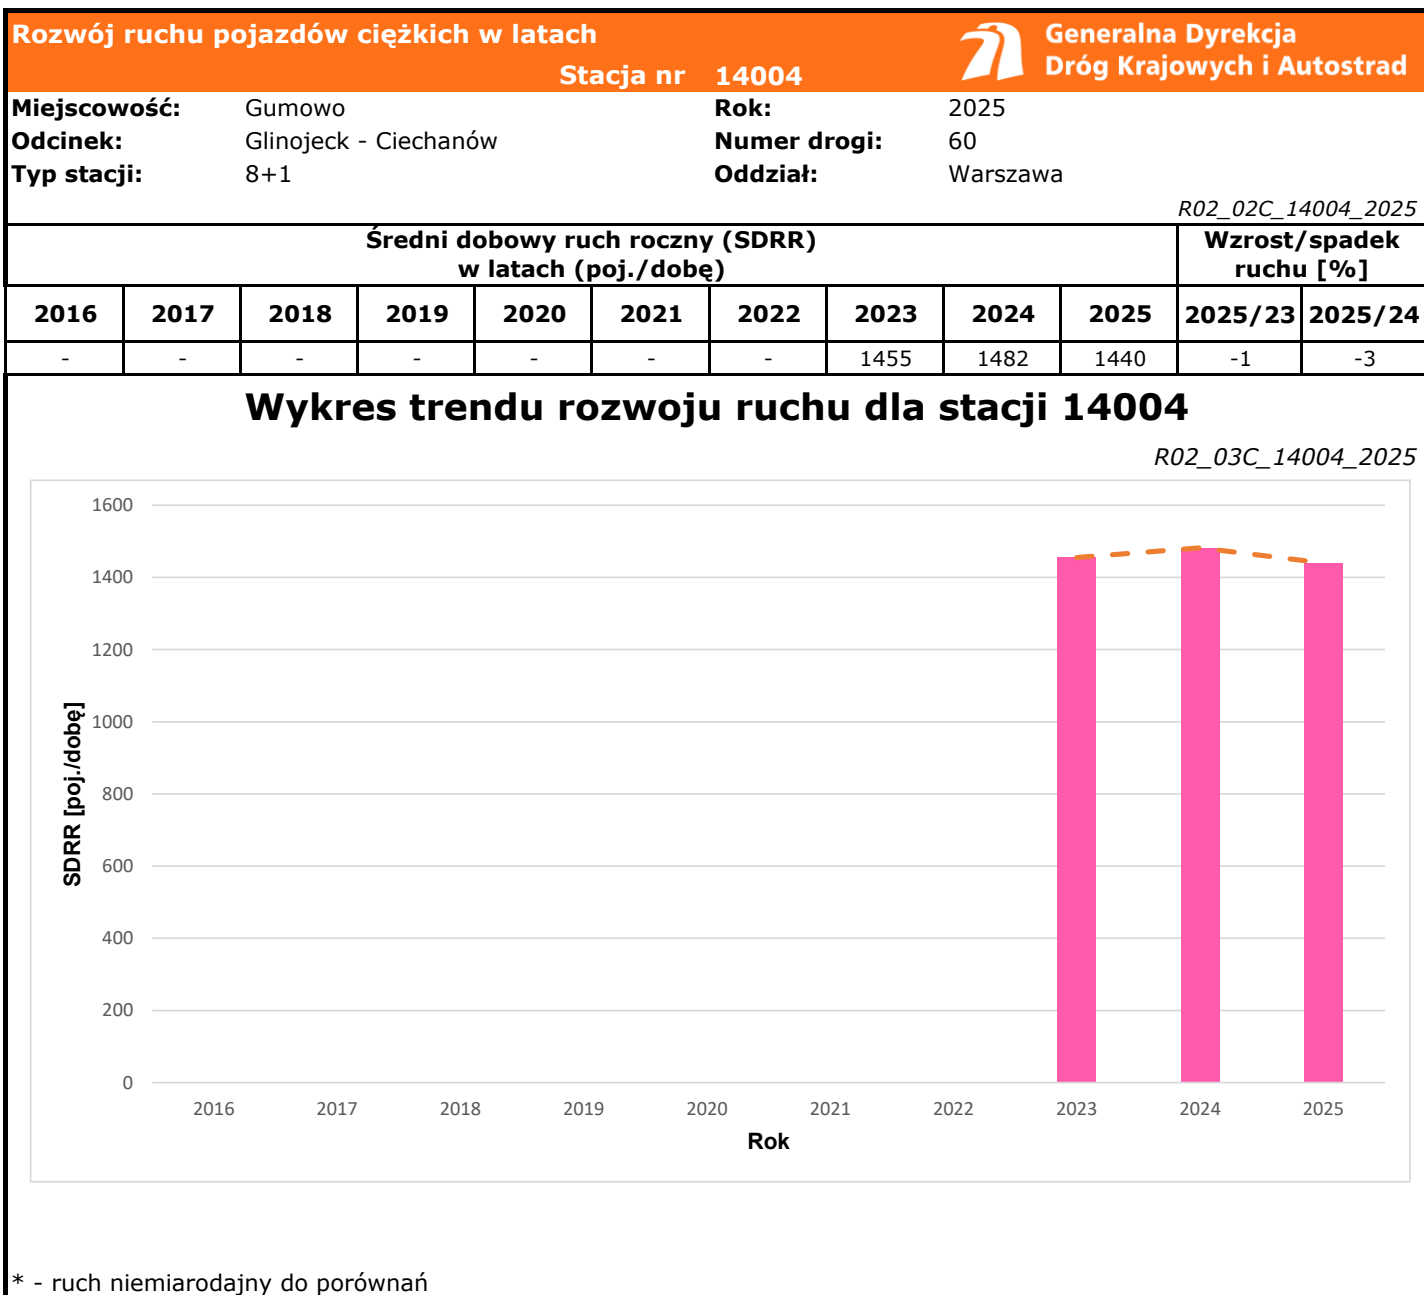 Rozwój ruchu pojazdów ciężkich w latach
Generalna Dyrekcja
Dróg Krajowych i Autostrad
Stacja nr 14004
Miejscowość: Gumowo Rok: 2025
Odcinek: Glinojeck - Ciechanów Numer drogi: 60
Typ stacji: 8+1 Oddział: Warszawa
R02_02C_14004_2025
Średni dobowy ruch roczny (SDRR)
w latach (poj./dobę)
Wzrost/spadek
ruchu [%]
2016 2017 2018 2019 2020 2021 2022 2023 2024 2025 2025/23 2025/24
- - - - - - - 1455 1482 1440 -1 -3
Wykres trendu rozwoju ruchu dla stacji 14004
R02_03C_14004_2025
1600
1400
1200
1000
800
600
400
200
0
SDRR [poj./dobę]
2016 2017 2018 2019 2020 2021 2022 2023 2024 2025
Rok
* - ruch niemiarodajny do porównań